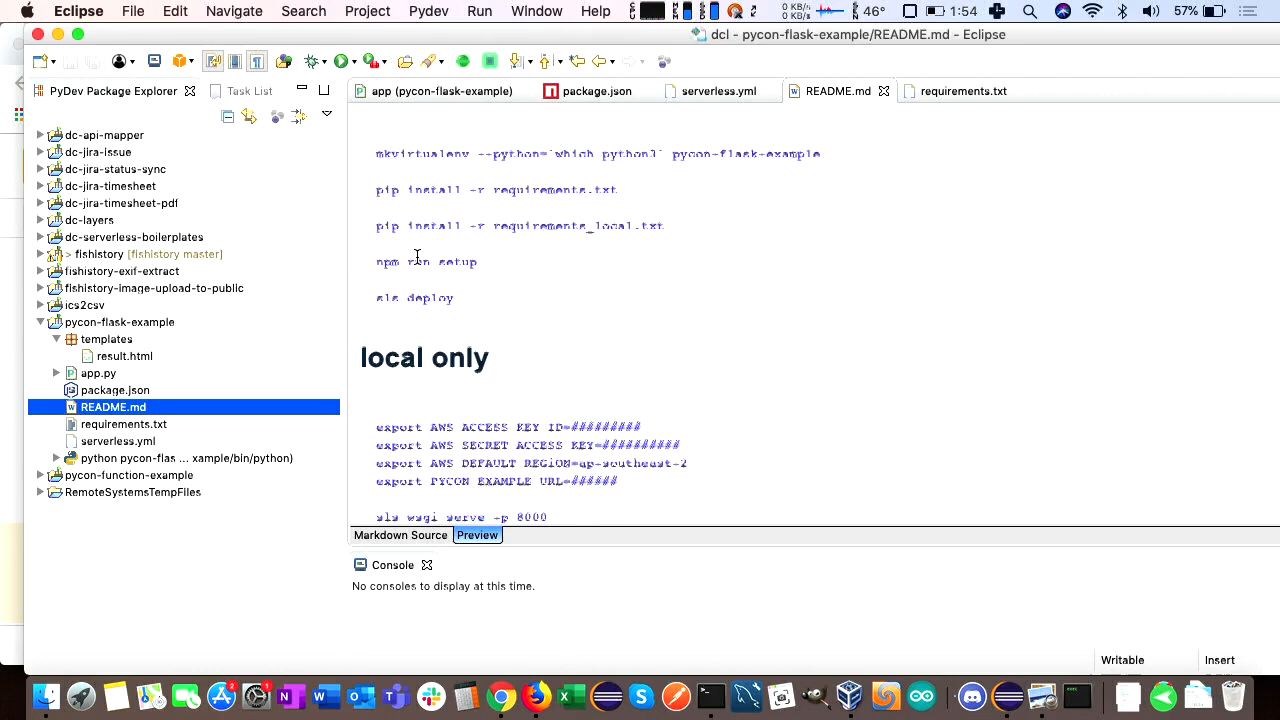 Eclipse File Edit Navigate Search Project Pydev Run Window Help 0 KB/s 0 KB/s 46° 1:54 57%
dcl - pycon-flask-example/README.md - Eclipse
PyDev Package Explorer Task List app (pycon-flask-example) package.json serverless.yml README.md requirements.txt
dc-api-mapper
dc-jira-issue
dc-jira-status-sync
dc-jira-timesheet
dc-jira-timesheet-pdf
dc-layers
dc-serverless-boilerplates
> fishistory [fishistory master]
fishistory-exif-extract
fishistory-image-upload-to-public
ics2csv
pycon-flask-example
templates
result.html
app.py
package.json
README.md
requirements.txt
serverless.yml
python pycon-flas ... xample/bin/python)
pycon-function-example
RemoteSystemsTempFiles
mkvirtualenv --python=`which python3` pycon-flask-example
pip install -r requirements.txt
pip install -r requirements_local.txt
npm run setup
sls deploy
local only
export AWS_ACCESS_KEY_ID=#########
export AWS_SECRET_ACCESS_KEY=##########
export AWS_DEFAULT_REGION=ap-southeast-2
export PYCON_EXAMPLE_URL=######
sls wsgi serve -p 8000
Markdown Source Preview
Console
No consoles to display at this time.
Writable Insert